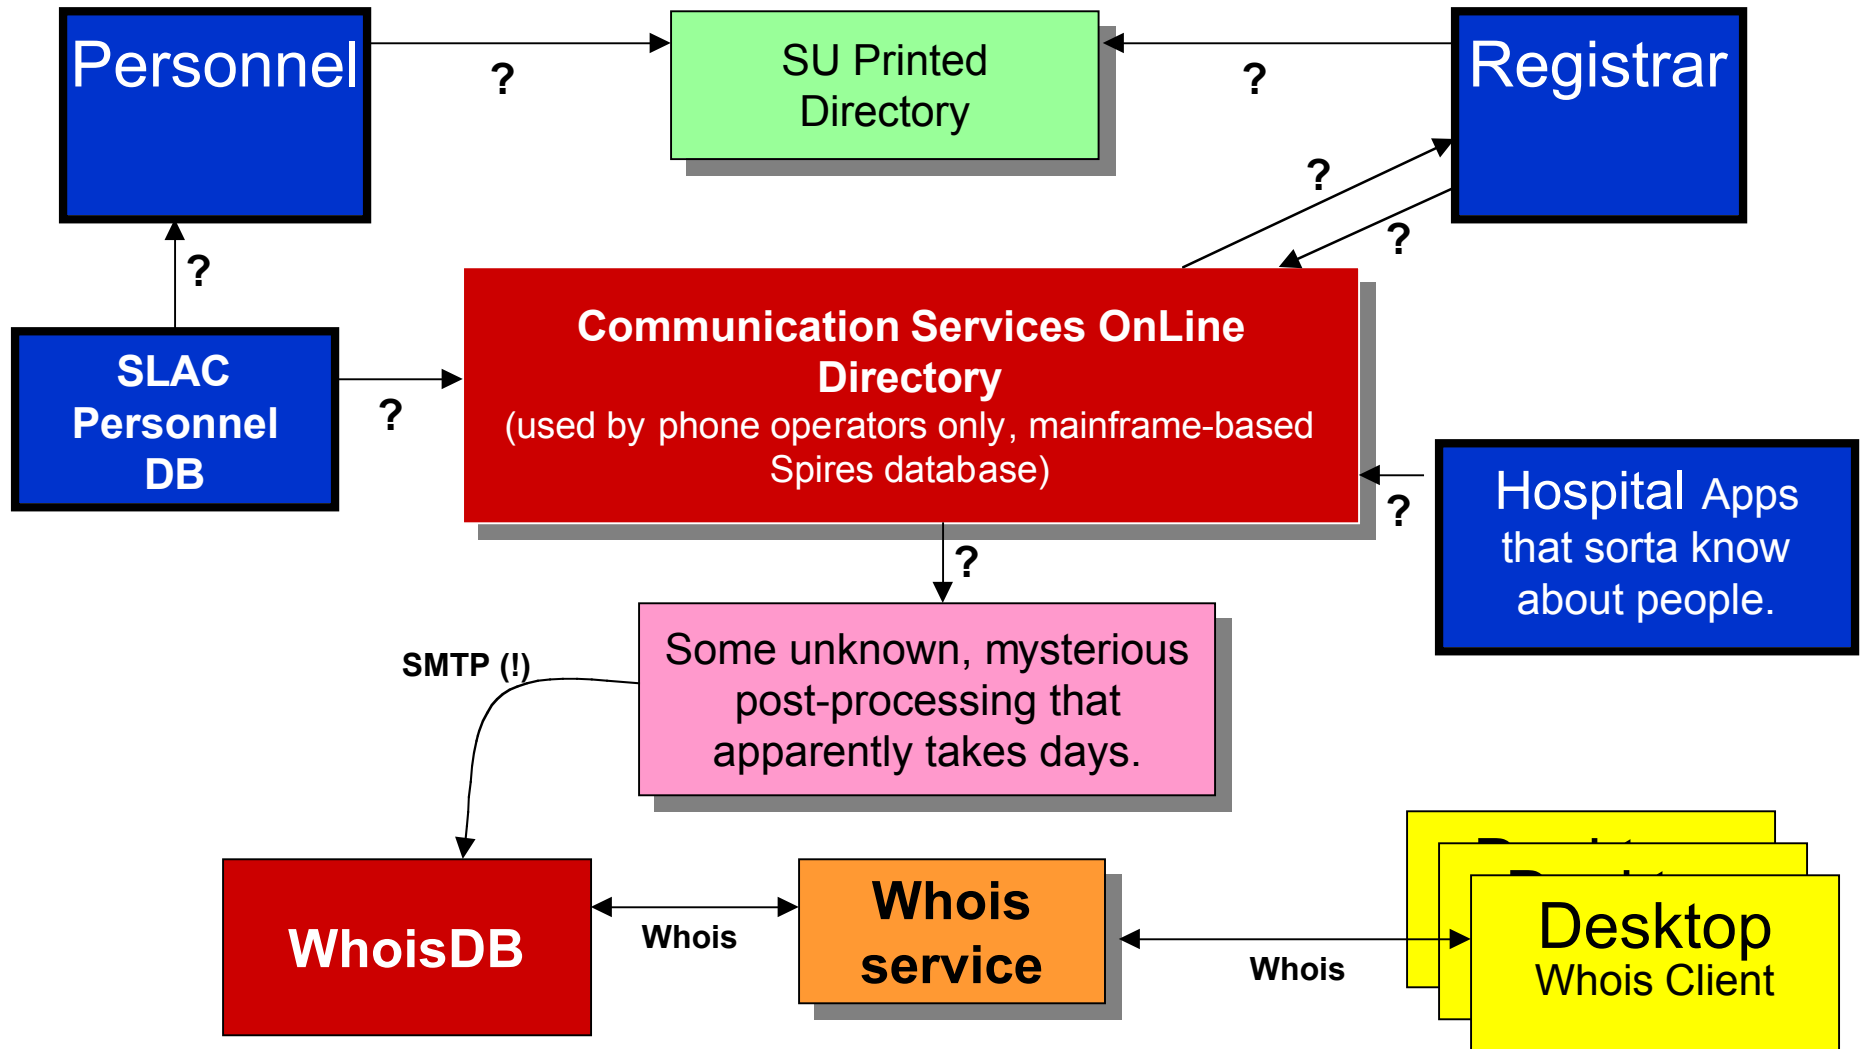 Personnel
?
SU Printed
Directory
?
Registrar
?
?
?
SLAC
Personnel
DB
?
Communication Services OnLine
Directory
(used by phone operators only, mainframe-based
Spires database)
?
Hospital Apps
that sorta know
about people.
?
Some unknown, mysterious
post-processing that
apparently takes days.
SMTP (!)
WhoisDB
Whois
Whois
service
Whois
Desktop
Whois Client